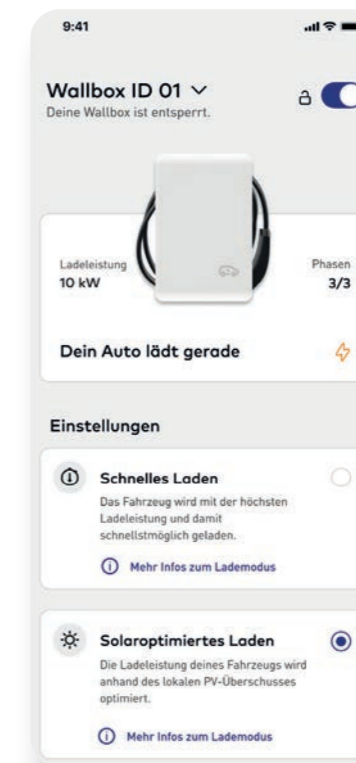 9:41
Wallbox ID 01
Deine Wallbox ist entsperrt.
Ladeleistung
10 kW
Phasen
3/3
Dein Auto lädt gerade
Einstellungen
Schnelles Laden
Das Fahrzeug wird mit der höchsten
Ladeleistung und damit
schnellstmöglich geladen.
Mehr Infos zum Lademodus
Solaroptimiertes Laden
Die Ladeleistung deines Fahrzeugs wird
anhand des lokalen PV-Überschusses
optimiert.
Mehr Infos zum Lademodus